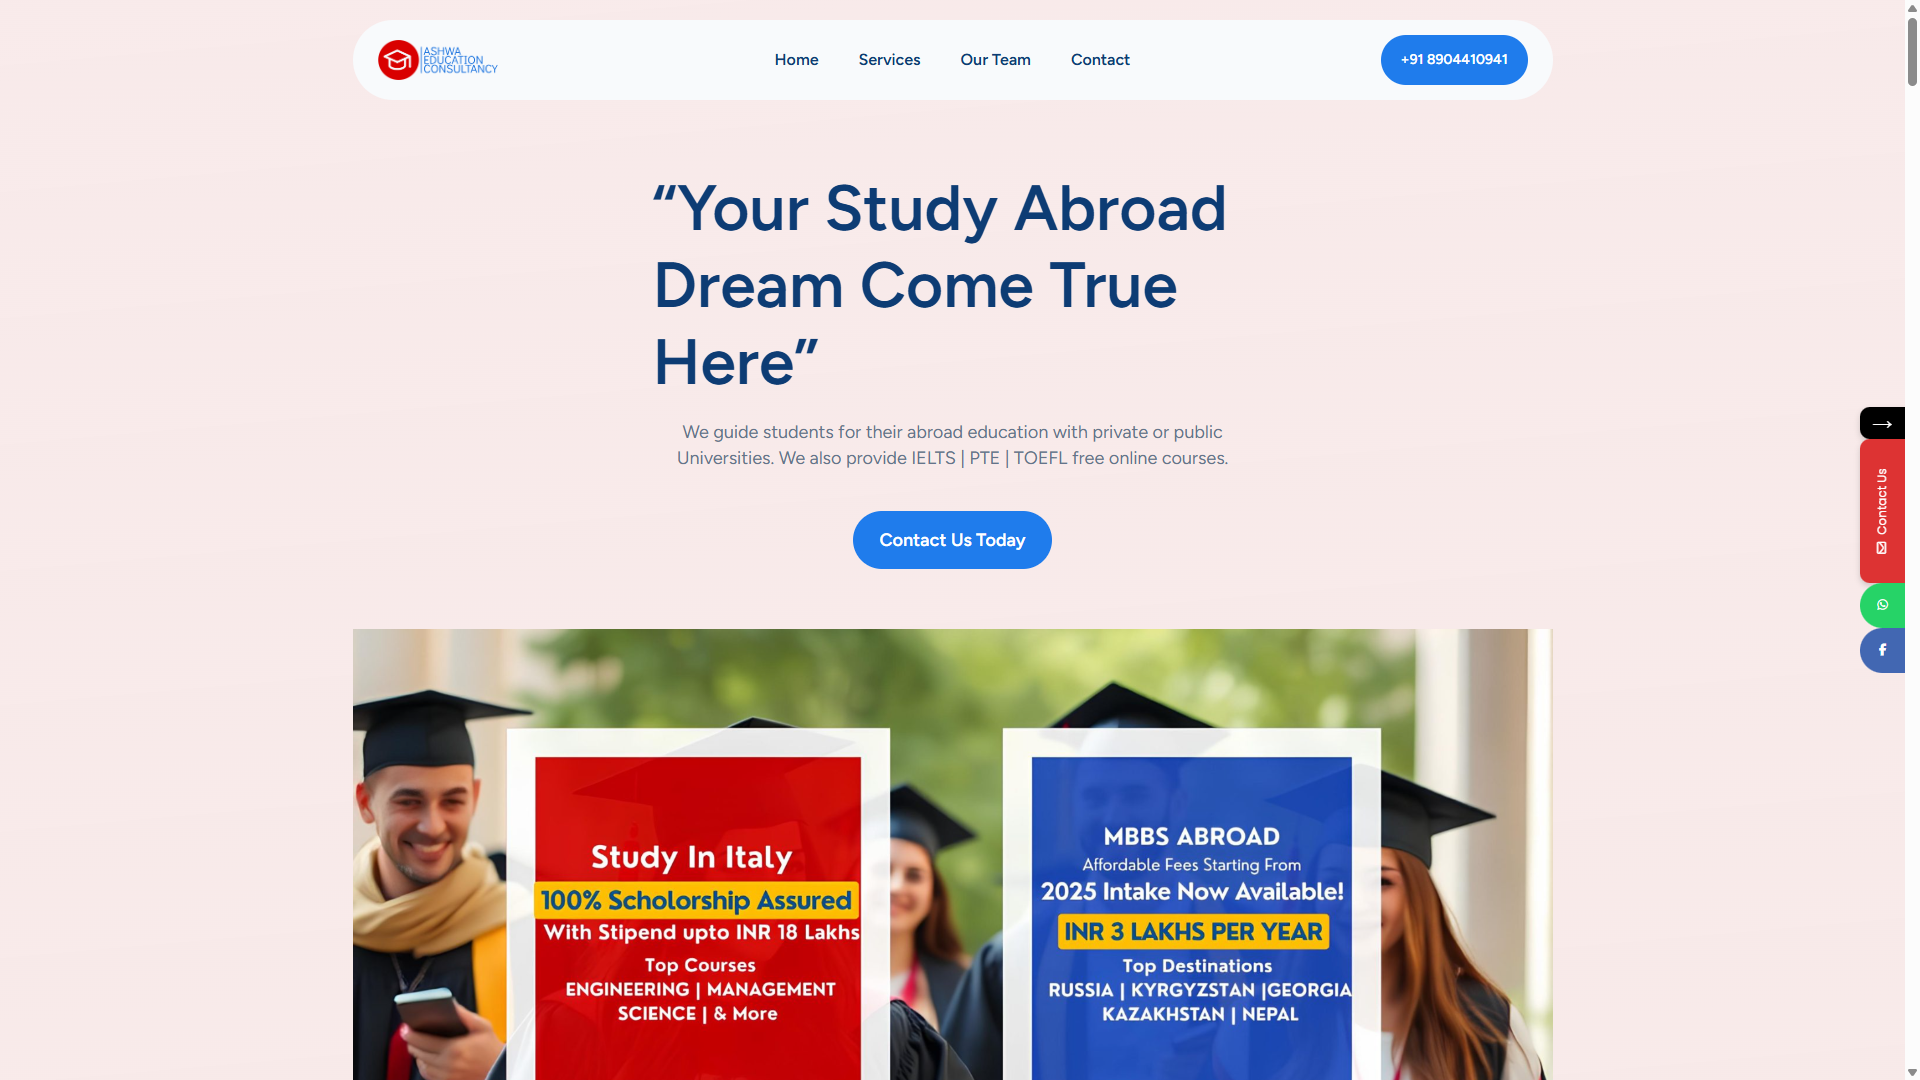 ASHWA
EDUCATION
CONSULTANCY
Home
Services
Our Team
Contact
+91 8904410941
“Your Study Abroad
Dream Come True
Here”
We guide students for their abroad education with private or public
Universities. We also provide IELTS | PTE | TOEFL free online courses.
Contact Us Today
→
Contact Us
Study In Italy
100% Scholorship Assured
With Stipend upto INR 18 Lakhs
Top Courses
ENGINEERING | MANAGEMENT
SCIENCE | & More
MBBS ABROAD
Affordable Fees Starting From
2025 Intake Now Available!
INR 3 LAKHS PER YEAR
Top Destinations
RUSSIA | KYRGYZSTAN |GEORGIA
KAZAKHSTAN | NEPAL